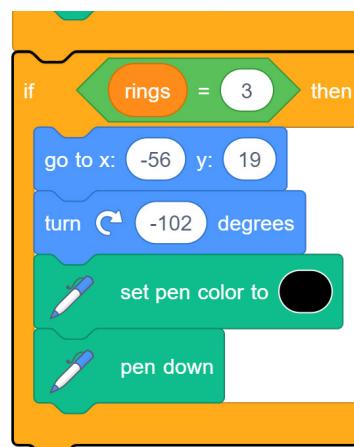 if rings = 3 then
go to x: -56 y: 19
turn -102 degrees
set pen color to
pen down